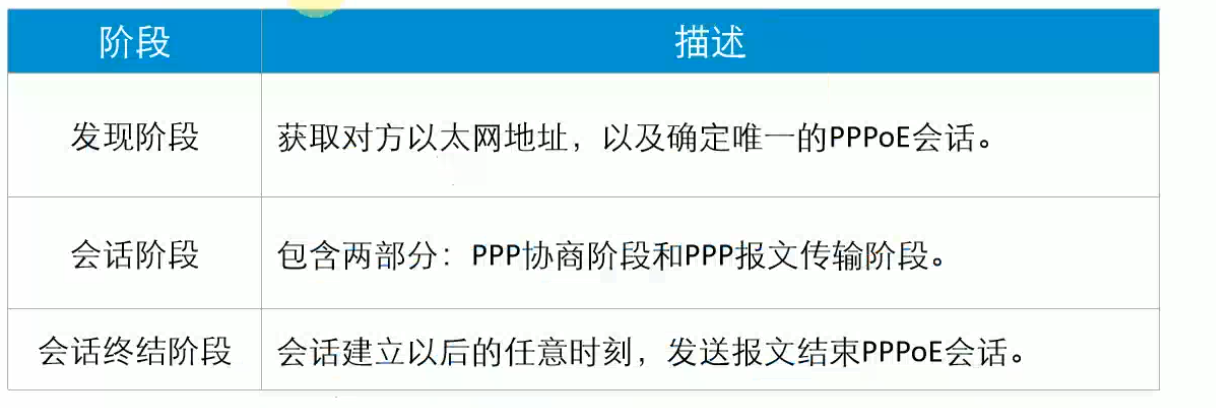 阶段 描述
发现阶段 获取对方以太网地址，以及确定唯一的PPPoE会话。
会话阶段 包含两部分：PPP协商阶段和PPP报文传输阶段。
会话终结阶段 会话建立以后的任意时刻，发送报文结束PPPoE会话。